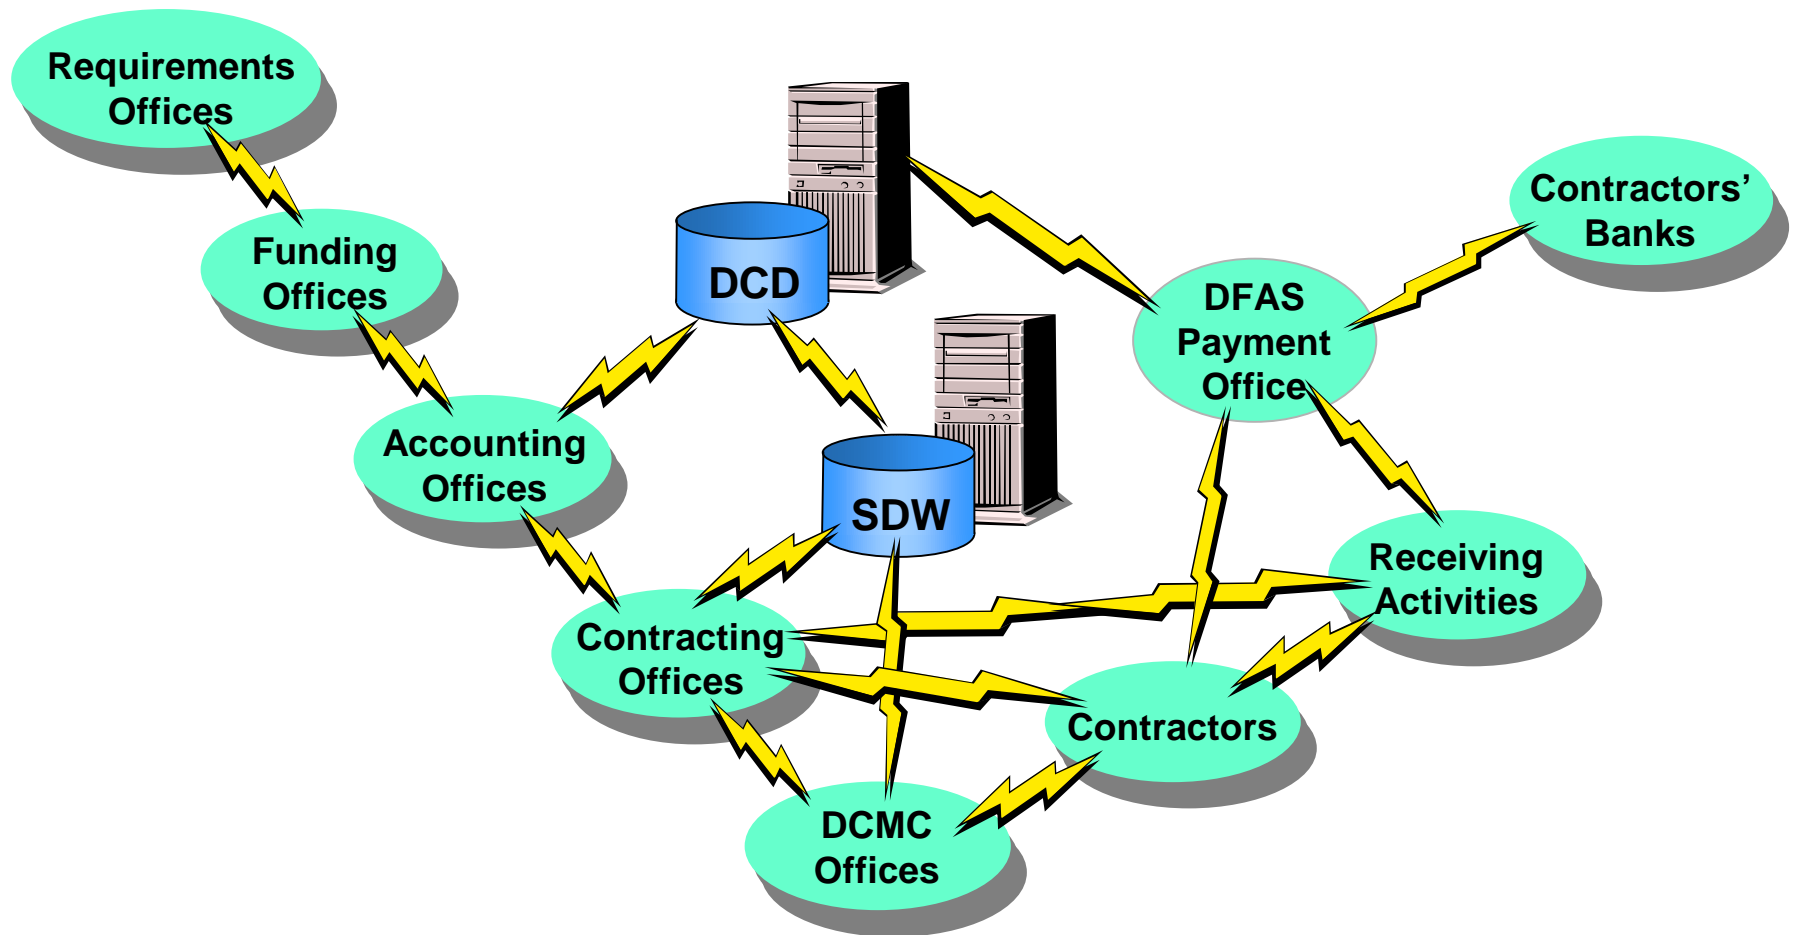 Requirements
Offices
Funding
Offices
Accounting
Offices
Contracting
Offices
DCMC
Offices
DCD
SDW
DFAS
Payment
Office
Contractors’
Banks
Receiving
Activities
Contractors